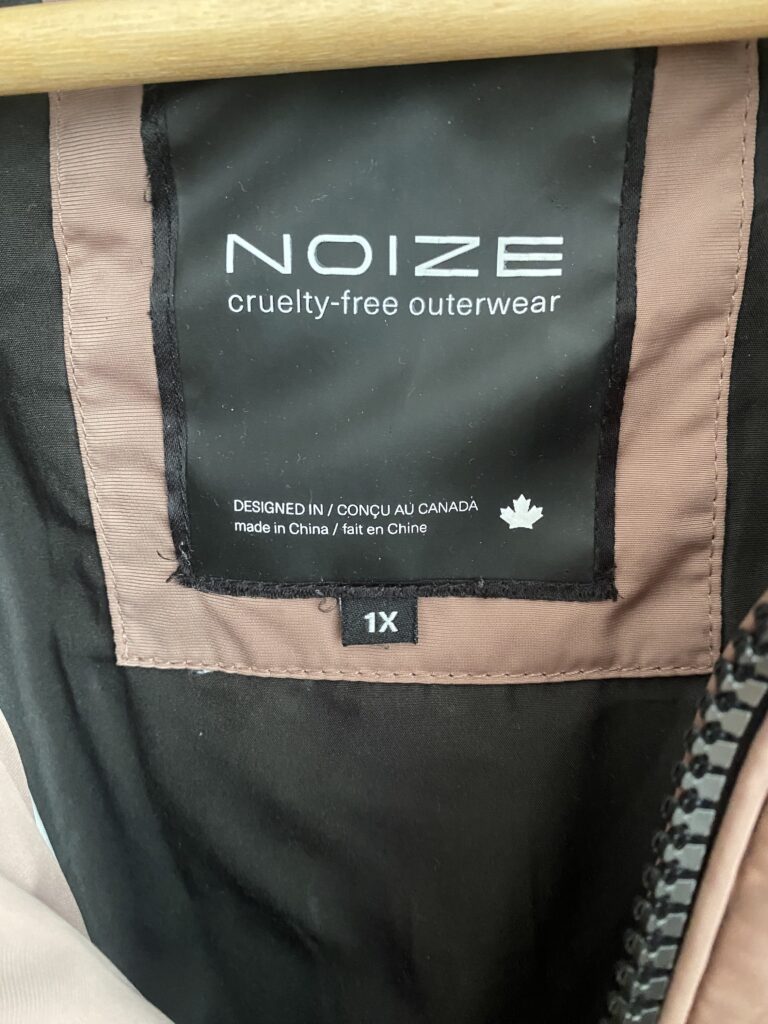 NOIZE
cruelty-free outerwear
DESIGNED IN / CONÇU AU CANADA
made in China / fait en Chine
1X